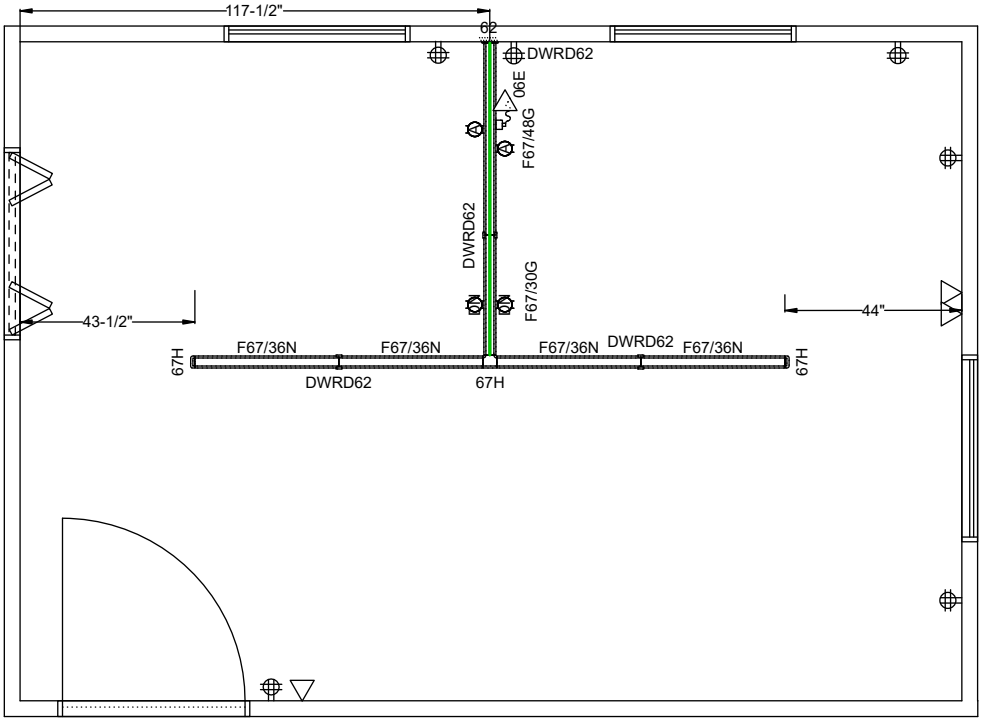 117-1/2"
62
DWRD62
06E
F67/48G
DWRD62
F67/30G
43-1/2"
44"
67H
F67/36N
F67/36N
F67/36N
DWRD62
F67/36N
67H
DWRD62
67H